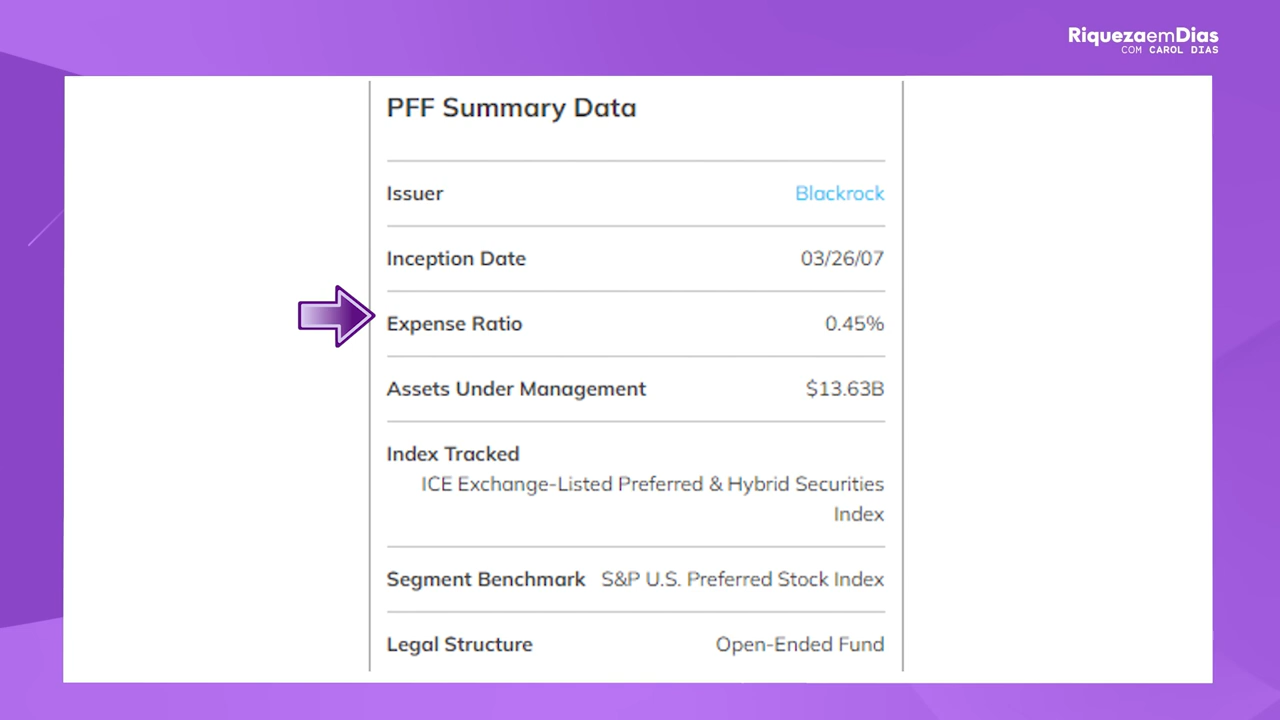 RiquezaemDias
COM CAROL DIAS
PFF Summary Data
Issuer Blackrock
Inception Date 03/26/07
Expense Ratio 0.45%
Assets Under Management $13.63B
Index Tracked
ICE Exchange-Listed Preferred & Hybrid Securities
Index
Segment Benchmark S&P U.S. Preferred Stock Index
Legal Structure Open-Ended Fund